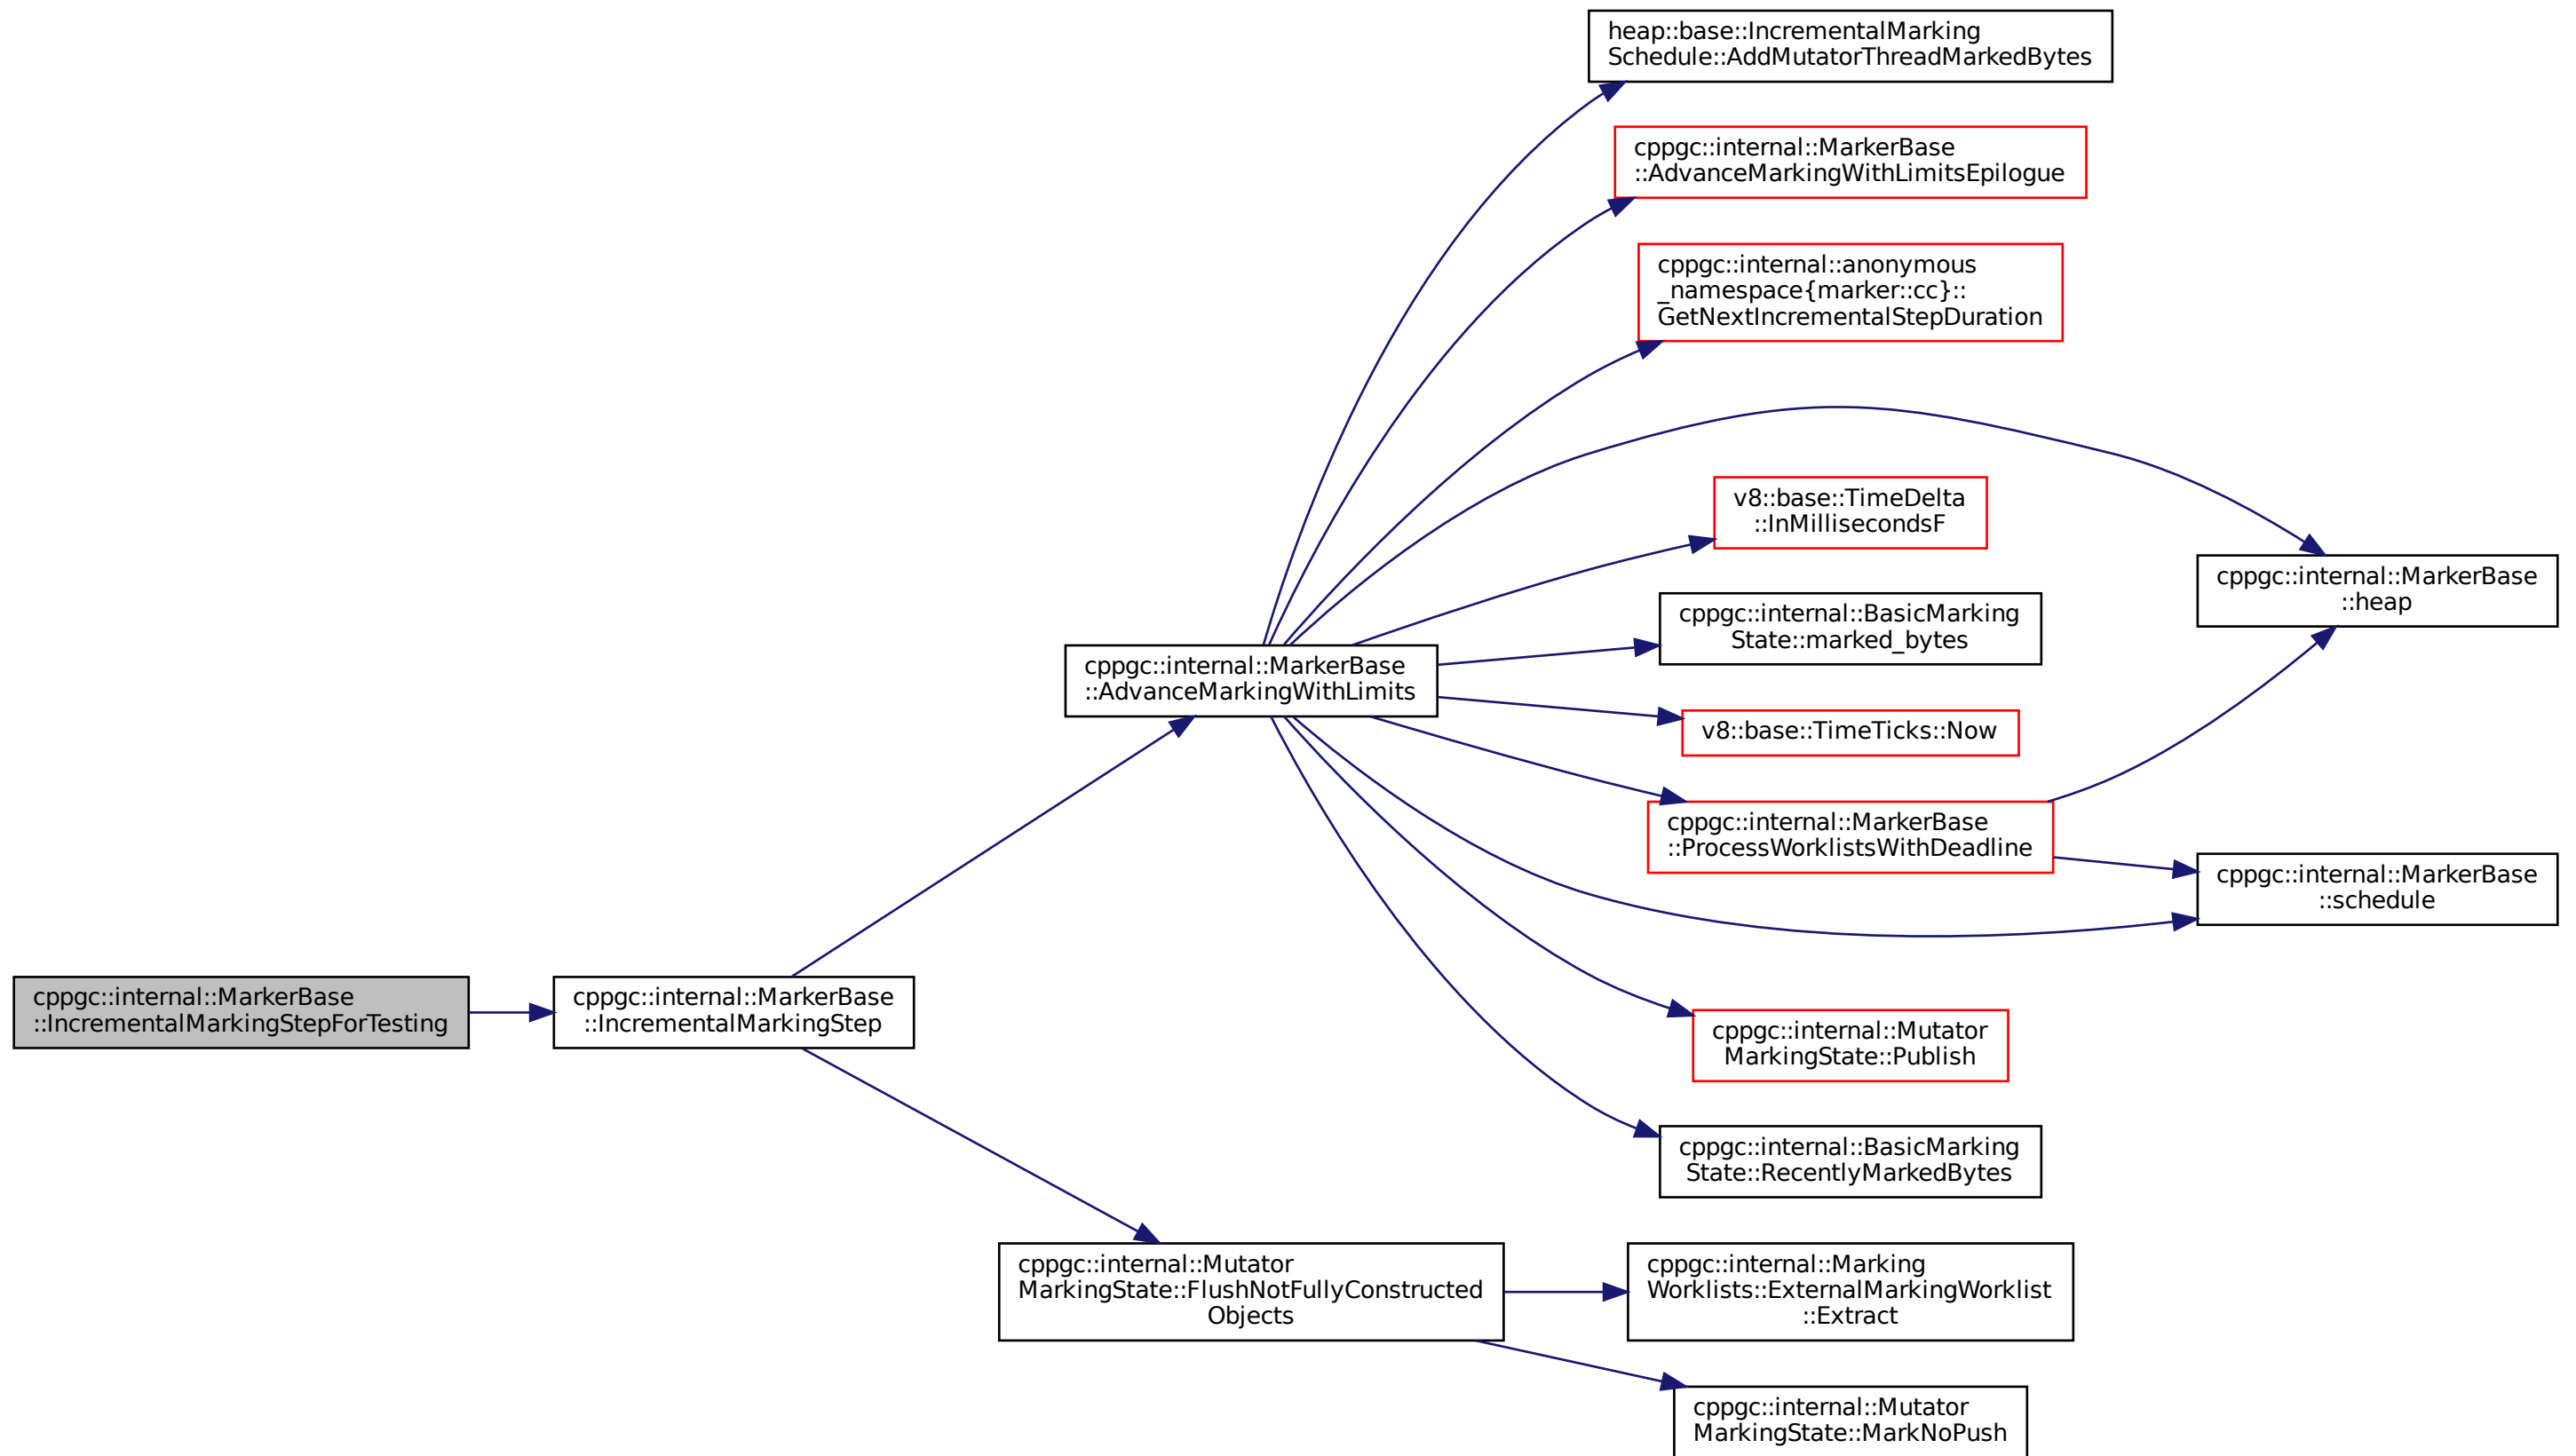 heap::base::IncrementalMarking
Schedule::AddMutatorThreadMarkedBytes
cppgc::internal::MarkerBase
::AdvanceMarkingWithLimitsEpilogue
cppgc::internal::anonymous
_namespace{marker::cc}::
GetNextIncrementalStepDuration
v8::base::TimeDelta
::InMillisecondsF
cppgc::internal::MarkerBase
::heap
cppgc::internal::BasicMarking
State::marked_bytes
cppgc::internal::MarkerBase
::AdvanceMarkingWithLimits
v8::base::TimeTicks::Now
cppgc::internal::MarkerBase
::ProcessWorklistsWithDeadline
cppgc::internal::MarkerBase
::schedule
cppgc::internal::MarkerBase
::IncrementalMarkingStepForTesting
cppgc::internal::MarkerBase
::IncrementalMarkingStep
cppgc::internal::Mutator
MarkingState::Publish
cppgc::internal::BasicMarking
State::RecentlyMarkedBytes
cppgc::internal::Mutator
MarkingState::FlushNotFullyConstructed
Objects
cppgc::internal::Marking
Worklists::ExternalMarkingWorklist
::Extract
cppgc::internal::Mutator
MarkingState::MarkNoPush